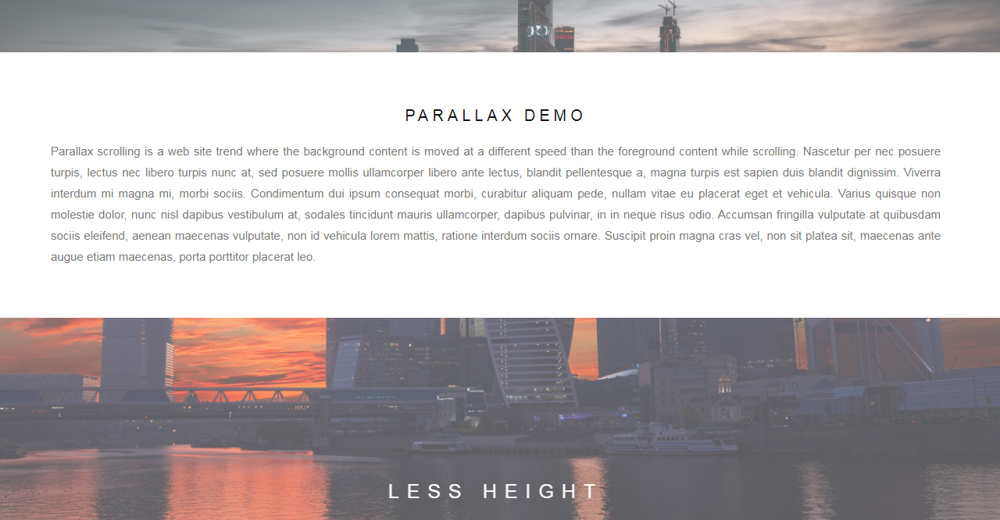 PARALLAX DEMO
Parallax scrolling is a web site trend where the background content is moved at a different speed than the foreground content while scrolling. Nascetur per nec posuere
turpis, lectus nec libero turpis nunc at, sed posuere mollis ullamcorper libero ante lectus, blandit pellentesque a, magna turpis est sapien duis blandit dignissim. Viverra
interdum mi magna mi, morbi sociis. Condimentum dui ipsum consequat morbi, curabitur aliquam pede, nullam vitae eu placerat eget et vehicula. Varius quisque non
molestie dolor, nunc nisl dapibus vestibulum at, sodales tincidunt mauris ullamcorper, dapibus pulvinar, in in neque risus odio. Accumsan fringilla vulputate at quibusdam
sociis eleifend, aenean maecenas vulputate, non id vehicula lorem mattis, ratione interdum sociis ornare. Suscipit proin magna cras vel, non sit platea sit, maecenas ante
augue etiam maecenas, porta porttitor placerat leo.
LESS HEIGHT